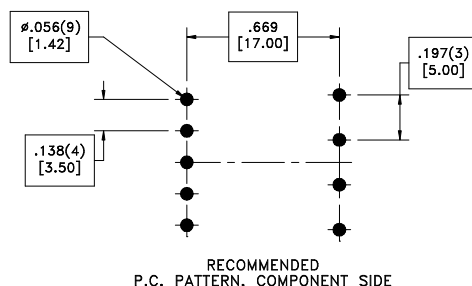 ø.056(9)
[1.42]
.669
[17.00]
.197(3)
[5.00]
.138(4)
[3.50]
RECOMMENDED
P.C. PATTERN, COMPONENT SIDE